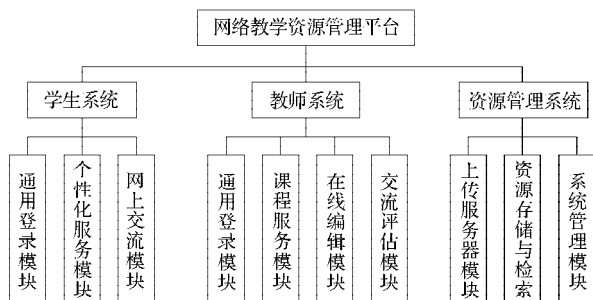 网络教学资源管理平台
学生系统
教师系统
资源管理系统
通用登录模块
个性化服务模块
网上交流模块
通用登录模块
课程服务模块
在线编辑模块
交流评估模块
上传服务器模块
资源存储与检索
系统管理模块